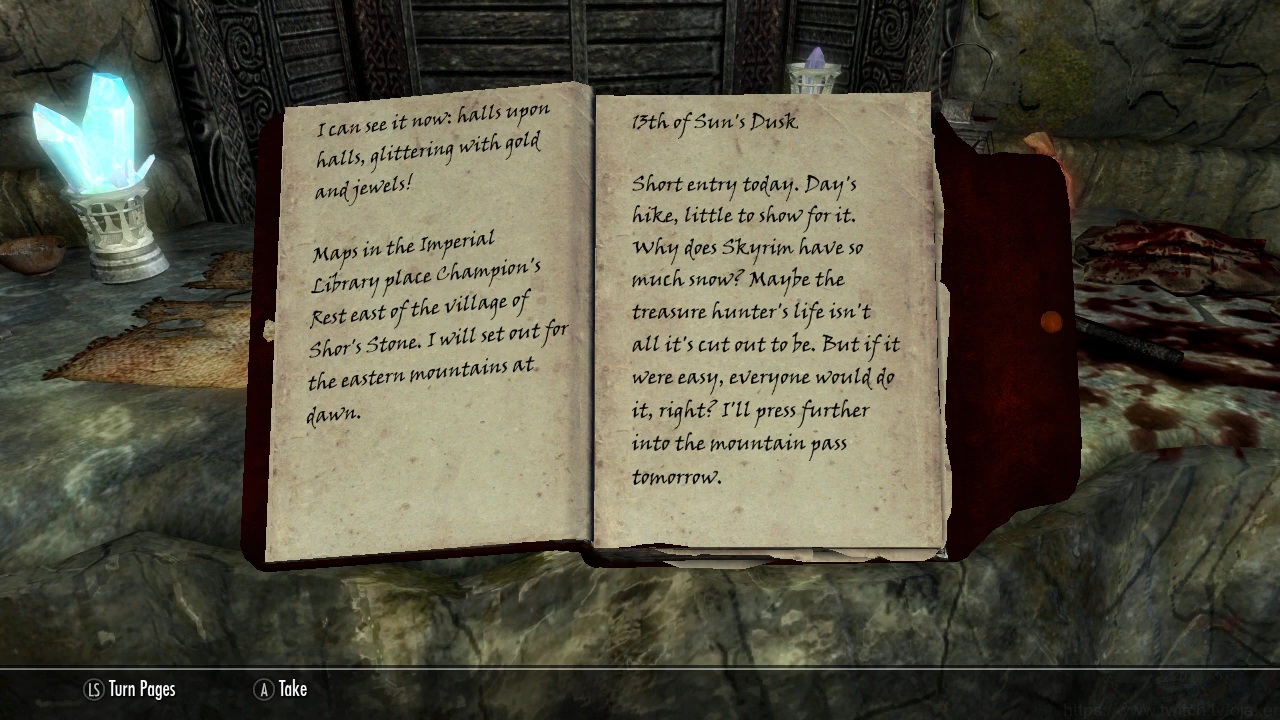 I can see it now: halls upon
halls, glittering with gold
and jewels!
Maps in the Imperial
Library place Champion's
Rest east of the village of
Shor's Stone. I will set out for
the eastern mountains at
dawn.
13th of Sun's Dusk
Short entry today. Day's
hike, little to show for it.
Why does Skyrim have so
much snow? Maybe the
treasure hunter's life isn't
all it's cut out to be. But if it
were easy, everyone would do
it, right? I'll press further
into the mountain pass
tomorrow.
LS Turn Pages
A Take